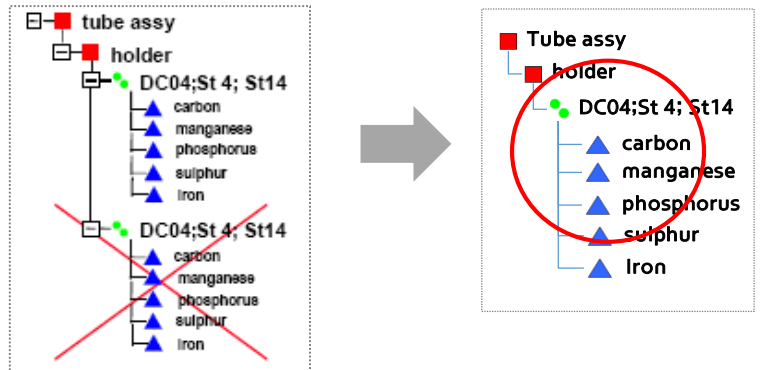 tube assy
holder
DC04;St 4; St14
carbon
manganese
phosphorus
sulphur
Iron
DC04;St 4; St14
carbon
manganese
phosphorus
sulphur
Iron
Tube assy
holder
DC04;St 4; St14
carbon
manganese
phosphorus
sulphur
Iron